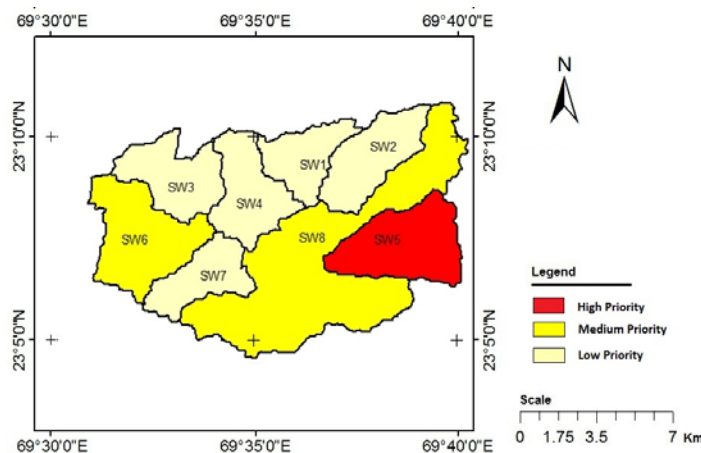 69°30'0"E 69°35'0"E 69°40'0"E
23°10'0"N 23°10'0"N
23°5'0"N 23°5'0"N
SW1
SW2
SW3
SW4
SW8
SW5
SW6
SW7
69°30'0"E 69°35'0"E 69°40'0"E
N
Legend
High Priority
Medium Priority
Low Priority
Scale
0 1.75 3.5 7 Km